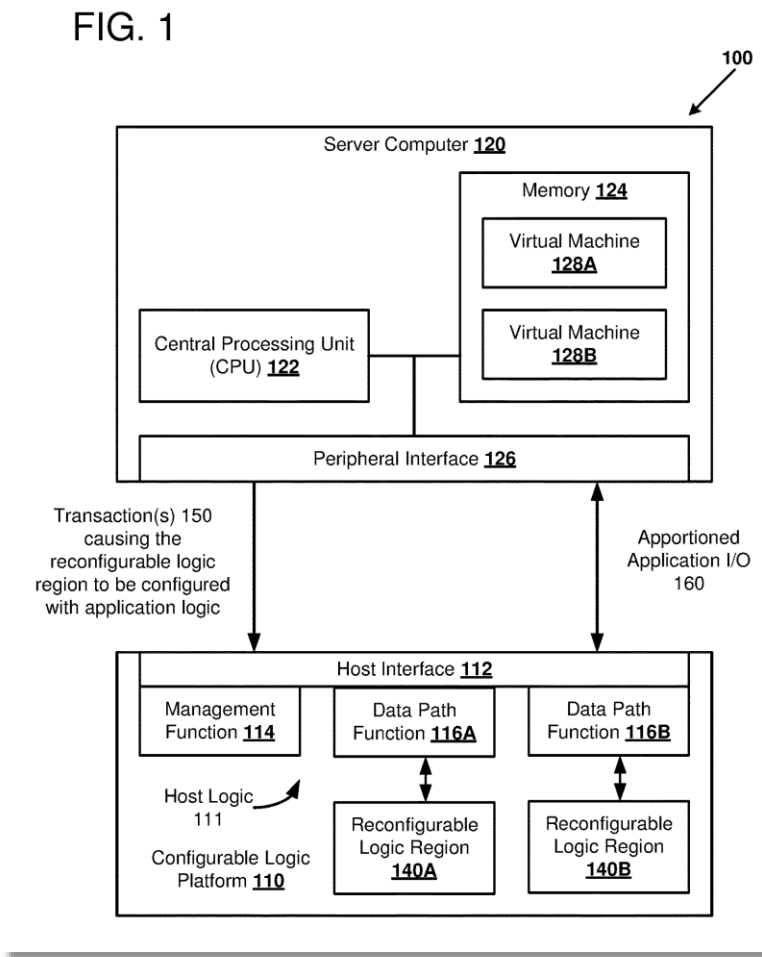 FIG. 1
100
Server Computer 120
Memory 124
Virtual Machine
128A
Virtual Machine
128B
Central Processing Unit
(CPU) 122
Peripheral Interface 126
Transaction(s) 150
causing the
reconfigurable logic
region to be configured
with application logic
Apportioned
Application I/O
160
Host Interface 112
Management
Function 114
Data Path
Function 116A
Data Path
Function 116B
Host Logic
111
Configurable Logic
Platform 110
Reconfigurable
Logic Region
140A
Reconfigurable
Logic Region
140B